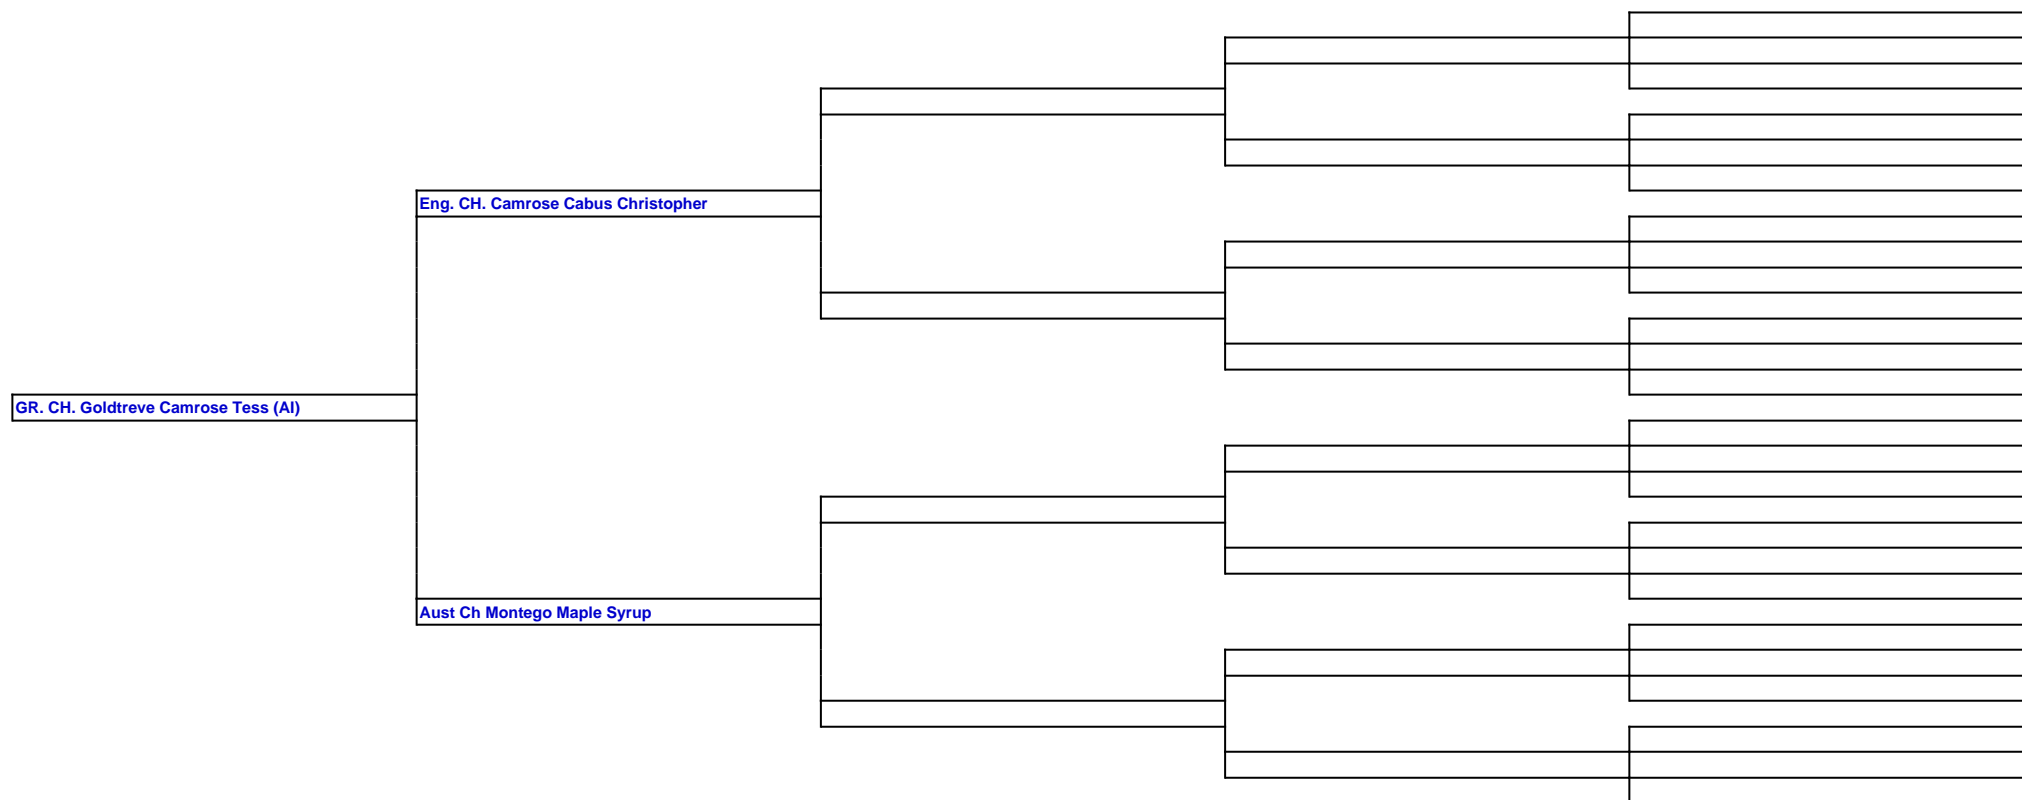 Eng. CH. Camrose Cabus Christopher
GR. CH. Goldtreve Camrose Tess (AI)
Aust Ch Montego Maple Syrup